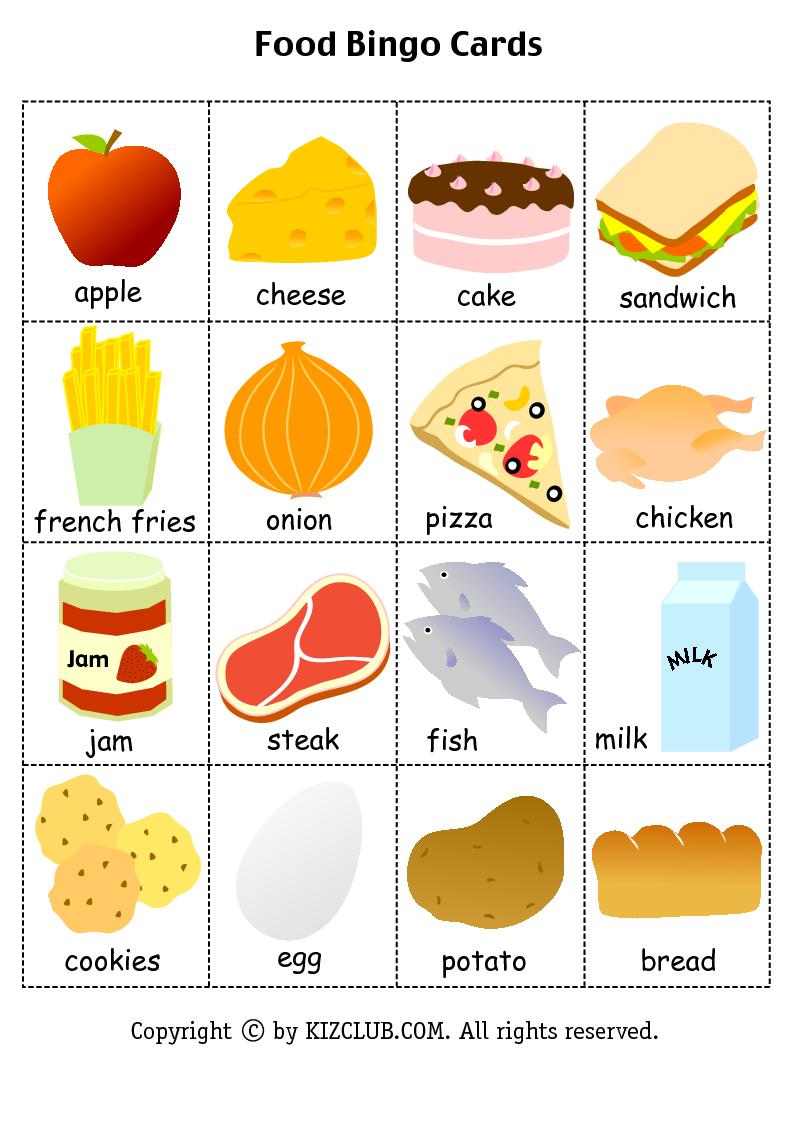 Food Bingo Cards
apple
cheese
cake
sandwich
french fries
onion
pizza
chicken
Jam
jam
steak
fish
MILK
milk
cookies
egg
potato
bread
Copyright © by KIZCLUB.COM. All rights reserved.